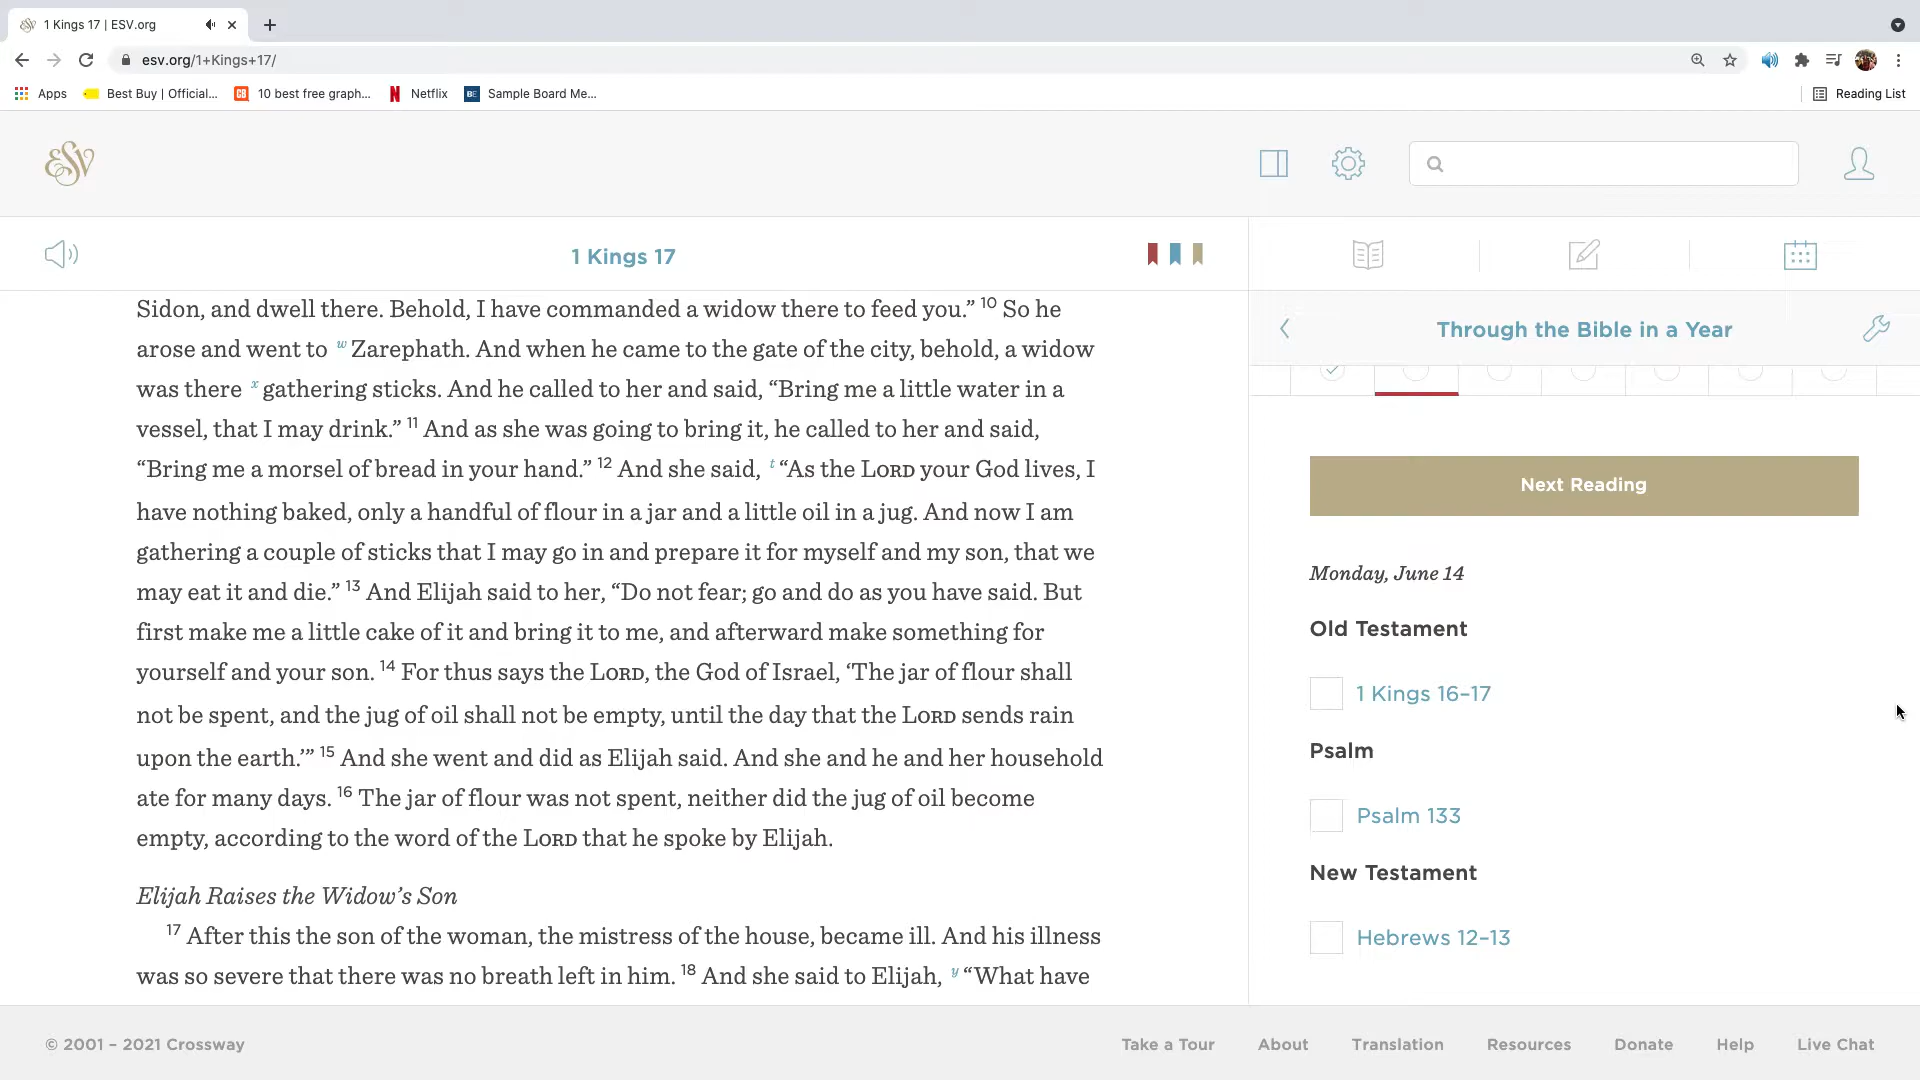 1 Kings 17 | ESV.org
esv.org/1+Kings+17/
Apps
Best Buy | Official...
CB
10 best free graph...
N
Netflix
BE
Sample Board Me...
Reading List
ESV
1 Kings 17
Through the Bible in a Year
Sidon, and dwell there. Behold, I have commanded a widow there to feed you.” 10 So he
arose and went to w Zarephath. And when he came to the gate of the city, behold, a widow
was there x gathering sticks. And he called to her and said, “Bring me a little water in a
vessel, that I may drink.” 11 And as she was going to bring it, he called to her and said,
“Bring me a morsel of bread in your hand.” 12 And she said, t “As the LORD your God lives, I
have nothing baked, only a handful of flour in a jar and a little oil in a jug. And now I am
gathering a couple of sticks that I may go in and prepare it for myself and my son, that we
may eat it and die.” 13 And Elijah said to her, “Do not fear; go and do as you have said. But
first make me a little cake of it and bring it to me, and afterward make something for
yourself and your son. 14 For thus says the LORD, the God of Israel, ‘The jar of flour shall
not be spent, and the jug of oil shall not be empty, until the day that the LORD sends rain
upon the earth.’” 15 And she went and did as Elijah said. And she and he and her household
ate for many days. 16 The jar of flour was not spent, neither did the jug of oil become
empty, according to the word of the LORD that he spoke by Elijah.
Elijah Raises the Widow’s Son
17 After this the son of the woman, the mistress of the house, became ill. And his illness
was so severe that there was no breath left in him. 18 And she said to Elijah, y “What have
Next Reading
Monday, June 14
Old Testament
1 Kings 16–17
Psalm
Psalm 133
New Testament
Hebrews 12–13
© 2001 – 2021 Crossway
Take a Tour
About
Translation
Resources
Donate
Help
Live Chat